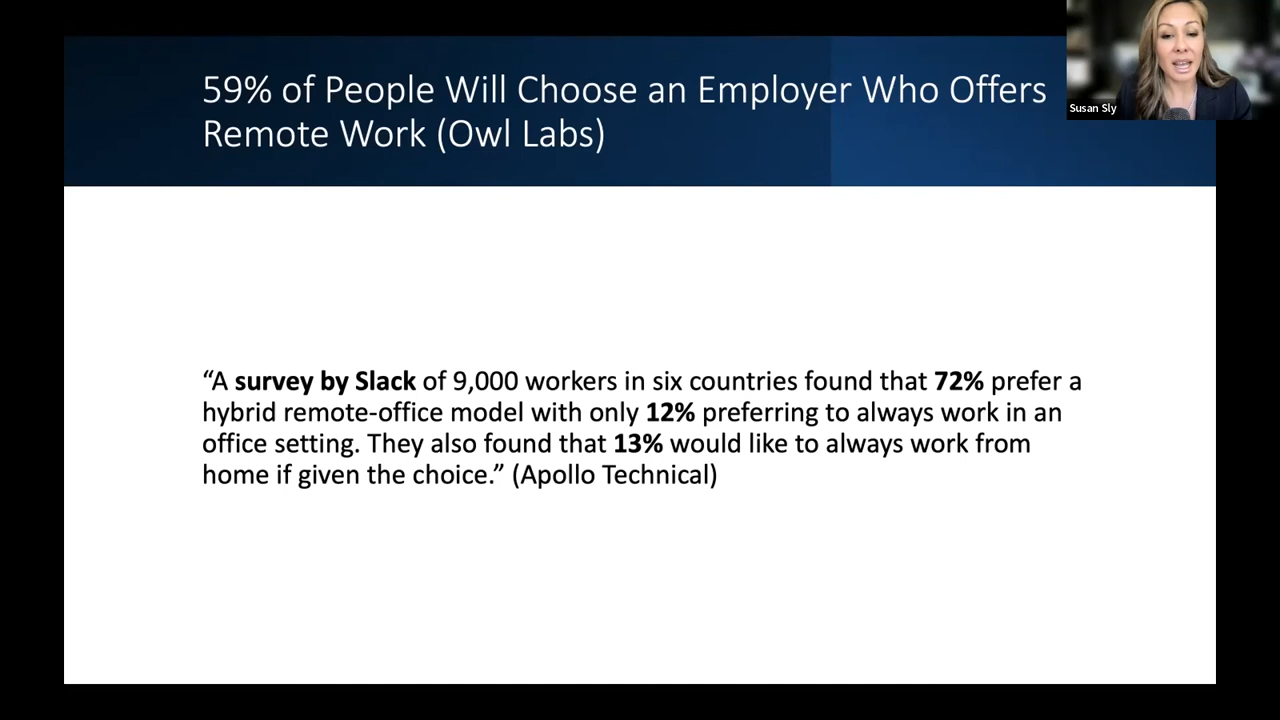 59% of People Will Choose an Employer Who Offers
Remote Work (Owl Labs)
Susan Sly
“A survey by Slack of 9,000 workers in six countries found that 72% prefer a
hybrid remote-office model with only 12% preferring to always work in an
office setting. They also found that 13% would like to always work from
home if given the choice.” (Apollo Technical)